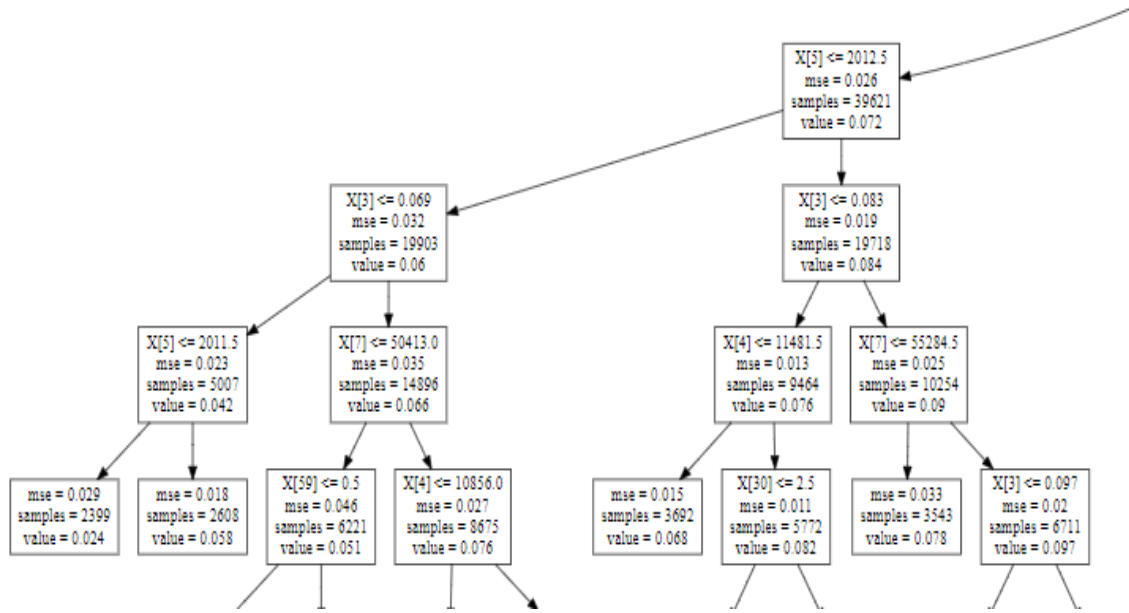 X[5] <= 2012.5
mse = 0.026
samples = 39621
value = 0.072
X[3] <= 0.069
mse = 0.032
samples = 19903
value = 0.06
X[3] <= 0.083
mse = 0.019
samples = 19718
value = 0.084
X[5] <= 2011.5
mse = 0.023
samples = 5007
value = 0.042
X[7] <= 50413.0
mse = 0.035
samples = 14896
value = 0.066
X[4] <= 11481.5
mse = 0.013
samples = 9464
value = 0.076
X[7] <= 55284.5
mse = 0.025
samples = 10254
value = 0.09
mse = 0.029
samples = 2399
value = 0.024
mse = 0.018
samples = 2608
value = 0.058
X[59] <= 0.5
mse = 0.046
samples = 6221
value = 0.051
X[4] <= 10856.0
mse = 0.027
samples = 8675
value = 0.076
mse = 0.015
samples = 3692
value = 0.068
X[30] <= 2.5
mse = 0.011
samples = 5772
value = 0.082
mse = 0.033
samples = 3543
value = 0.078
X[3] <= 0.097
mse = 0.02
samples = 6711
value = 0.097